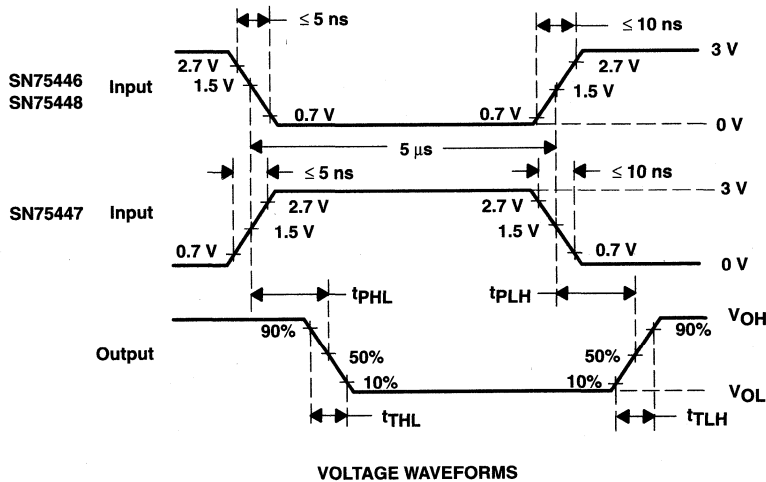 ≤ 5 ns
≤ 10 ns
3 V
SN75446
SN75448
Input
2.7 V
1.5 V
0.7 V
0.7 V
2.7 V
1.5 V
0 V
5 μs
≤ 5 ns
≤ 10 ns
3 V
SN75447
Input
2.7 V
1.5 V
0.7 V
2.7 V
1.5 V
0.7 V
0 V
tPHL
tPLH
VOH
Output
90%
50%
10%
90%
50%
10%
VOL
tTHL
tTLH
VOLTAGE WAVEFORMS